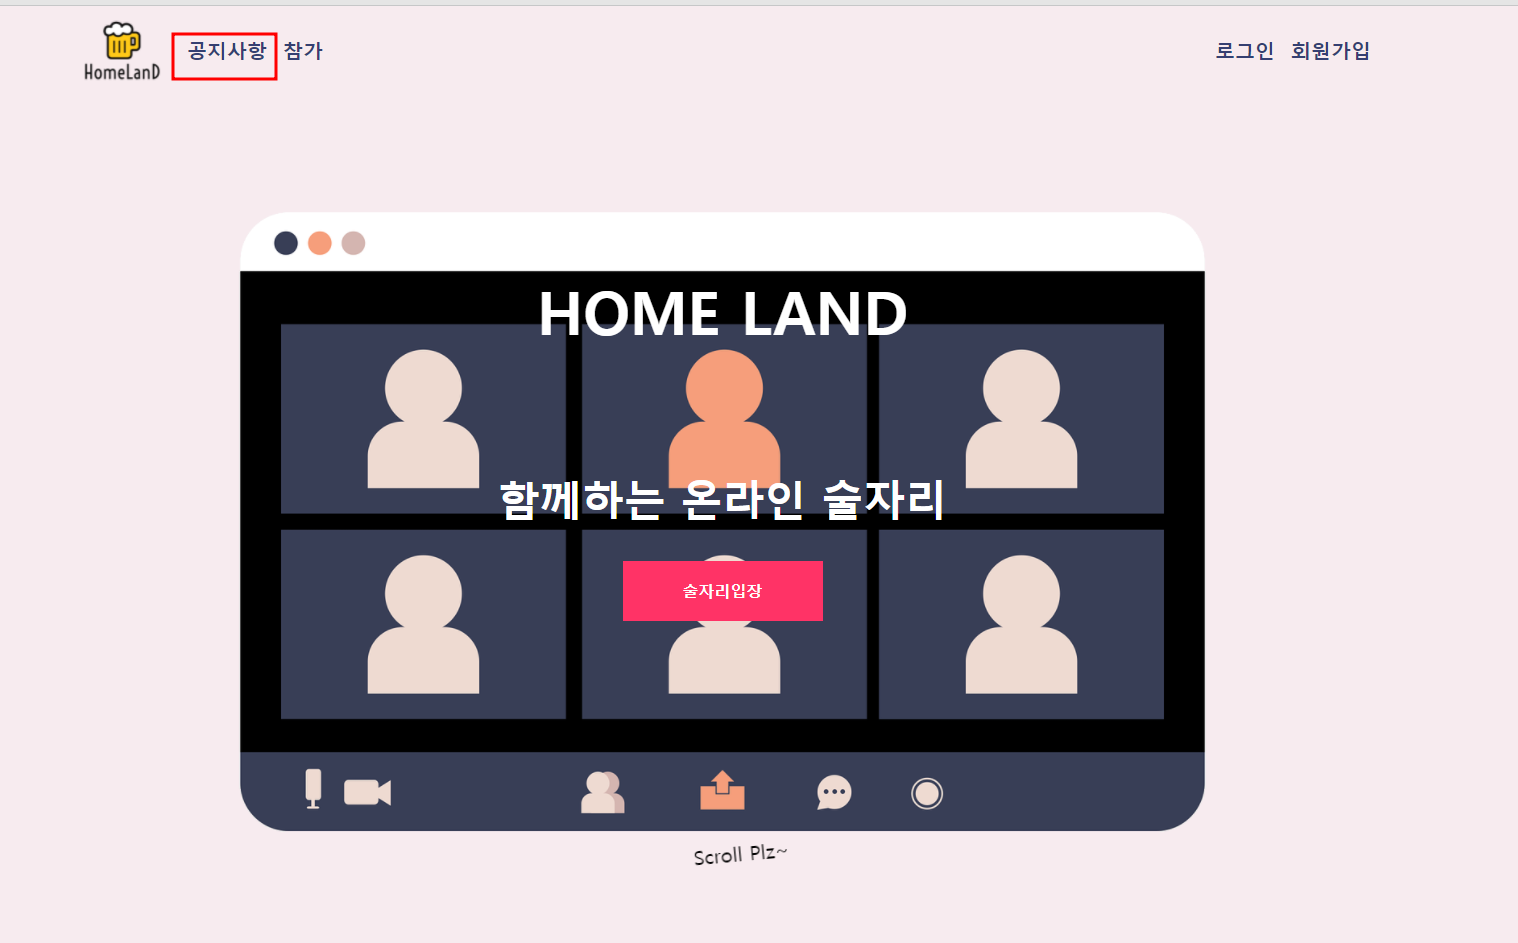 HomeLanD
공지사항 참가
로그인 회원가입
HOME LAND
함께하는 온라인 술자리
술자리입장
Scroll Plz~